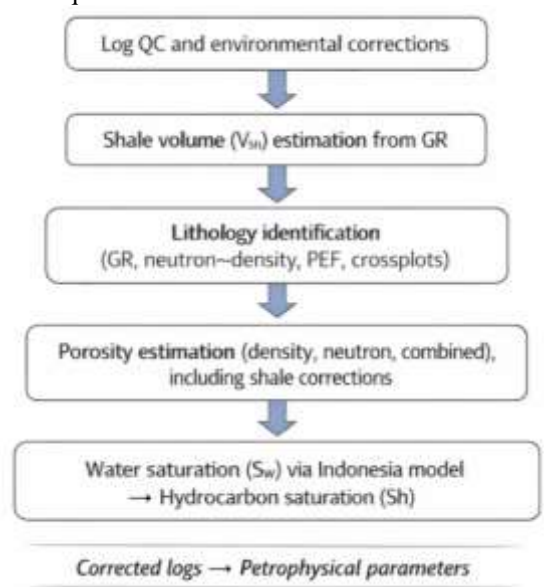 Log QC and environmental corrections
Shale volume (Vsh) estimation from GR
Lithology identification
(GR, neutron~density, PEF, crossplots)
Porosity estimation (density, neutron, combined),
including shale corrections
Water saturation (Sw) via Indonesia model
→ Hydrocarbon saturation (Sh)
Corrected logs → Petrophysical parameters